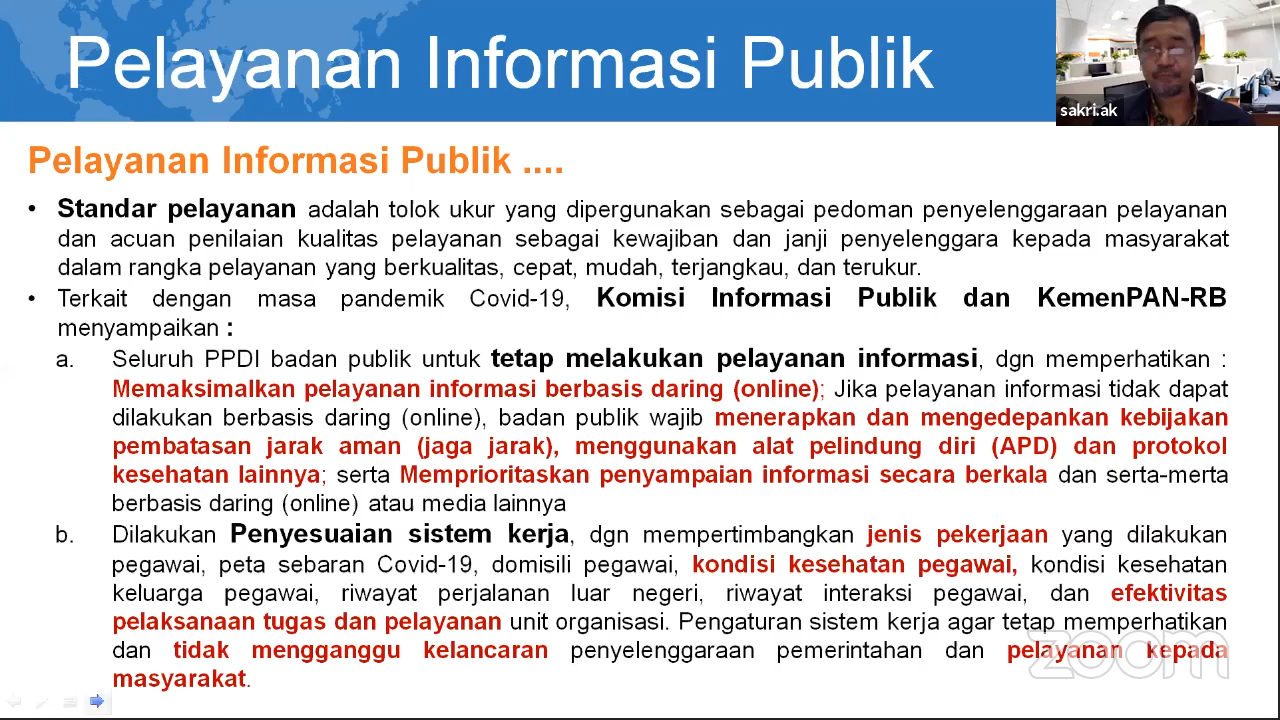 Pelayanan Informasi Publik
sakri.ak
Pelayanan Informasi Publik ....
• Standar pelayanan adalah tolok ukur yang dipergunakan sebagai pedoman penyelenggaraan pelayanan
dan acuan penilaian kualitas pelayanan sebagai kewajiban dan janji penyelenggara kepada masyarakat
dalam rangka pelayanan yang berkualitas, cepat, mudah, terjangkau, dan terukur.
• Terkait dengan masa pandemik Covid-19, Komisi Informasi Publik dan KemenPAN-RB
menyampaikan :
a. Seluruh PPDI badan publik untuk tetap melakukan pelayanan informasi, dgn memperhatikan :
Memaksimalkan pelayanan informasi berbasis daring (online); Jika pelayanan informasi tidak dapat
dilakukan berbasis daring (online), badan publik wajib menerapkan dan mengedepankan kebijakan
pembatasan jarak aman (jaga jarak), menggunakan alat pelindung diri (APD) dan protokol
kesehatan lainnya; serta Memprioritaskan penyampaian informasi secara berkala dan serta-merta
berbasis daring (online) atau media lainnya
b. Dilakukan Penyesuaian sistem kerja, dgn mempertimbangkan jenis pekerjaan yang dilakukan
pegawai, peta sebaran Covid-19, domisili pegawai, kondisi kesehatan pegawai, kondisi kesehatan
keluarga pegawai, riwayat perjalanan luar negeri, riwayat interaksi pegawai, dan efektivitas
pelaksanaan tugas dan pelayanan unit organisasi. Pengaturan sistem kerja agar tetap memperhatikan
dan tidak mengganggu kelancaran penyelenggaraan pemerintahan dan pelayanan kepada
masyarakat.
zoom